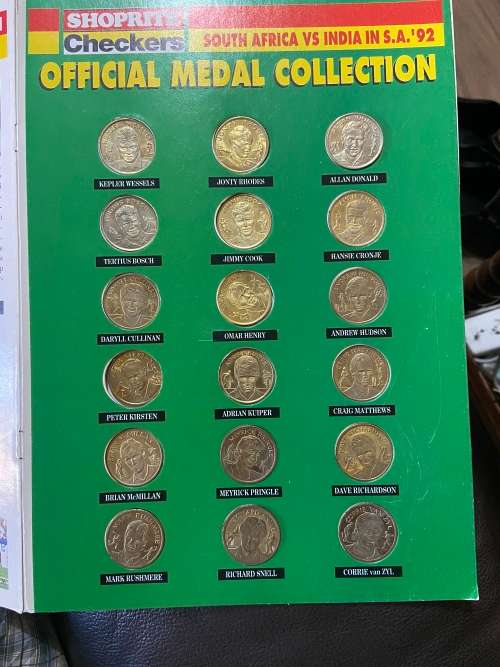 SHOPRITE
Checkers
SOUTH AFRICA VS INDIA IN S.A.'92
OFFICIAL MEDAL COLLECTION
KEPLER WESSELS
JONTY RHODES
ALLAN DONALD
TERTIUS BOSCH
JIMMY COOK
HANSIE CRONJE
DARYLL CULLINAN
OMAR HENRY
ANDREW HUDSON
PETER KIRSTEN
ADRIAN KUIPER
CRAIG MATTHEWS
BRIAN McMILLAN
MEYRICK PRINGLE
DAVE RICHARDSON
MARK RUSHMERE
RICHARD SNELL
CORRIE van ZYL